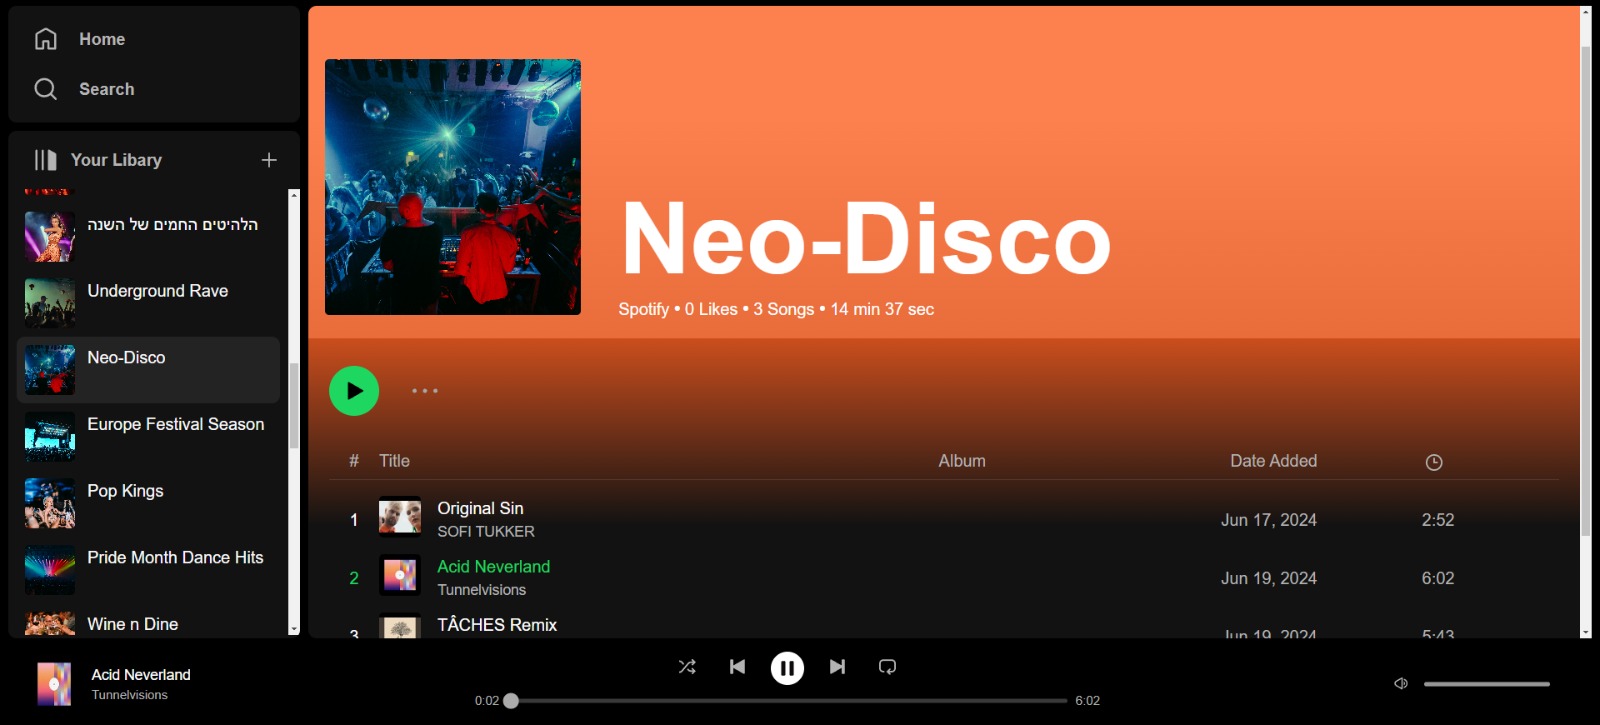 Home
Search
Your Libary
הלהיטים החמים של השנה
Underground Rave
Neo-Disco
Europe Festival Season
Pop Kings
Pride Month Dance Hits
Wine n Dine
Neo-Disco
Spotify • 0 Likes • 3 Songs • 14 min 37 sec
# Title Album Date Added
1 Original Sin Jun 17, 2024 2:52
SOFI TUKKER
2 Acid Neverland Jun 19, 2024 6:02
Tunnelvisions
3 TÂCHES Remix Jun 19, 2024 5:43
Acid Neverland
Tunnelvisions
0:02 6:02